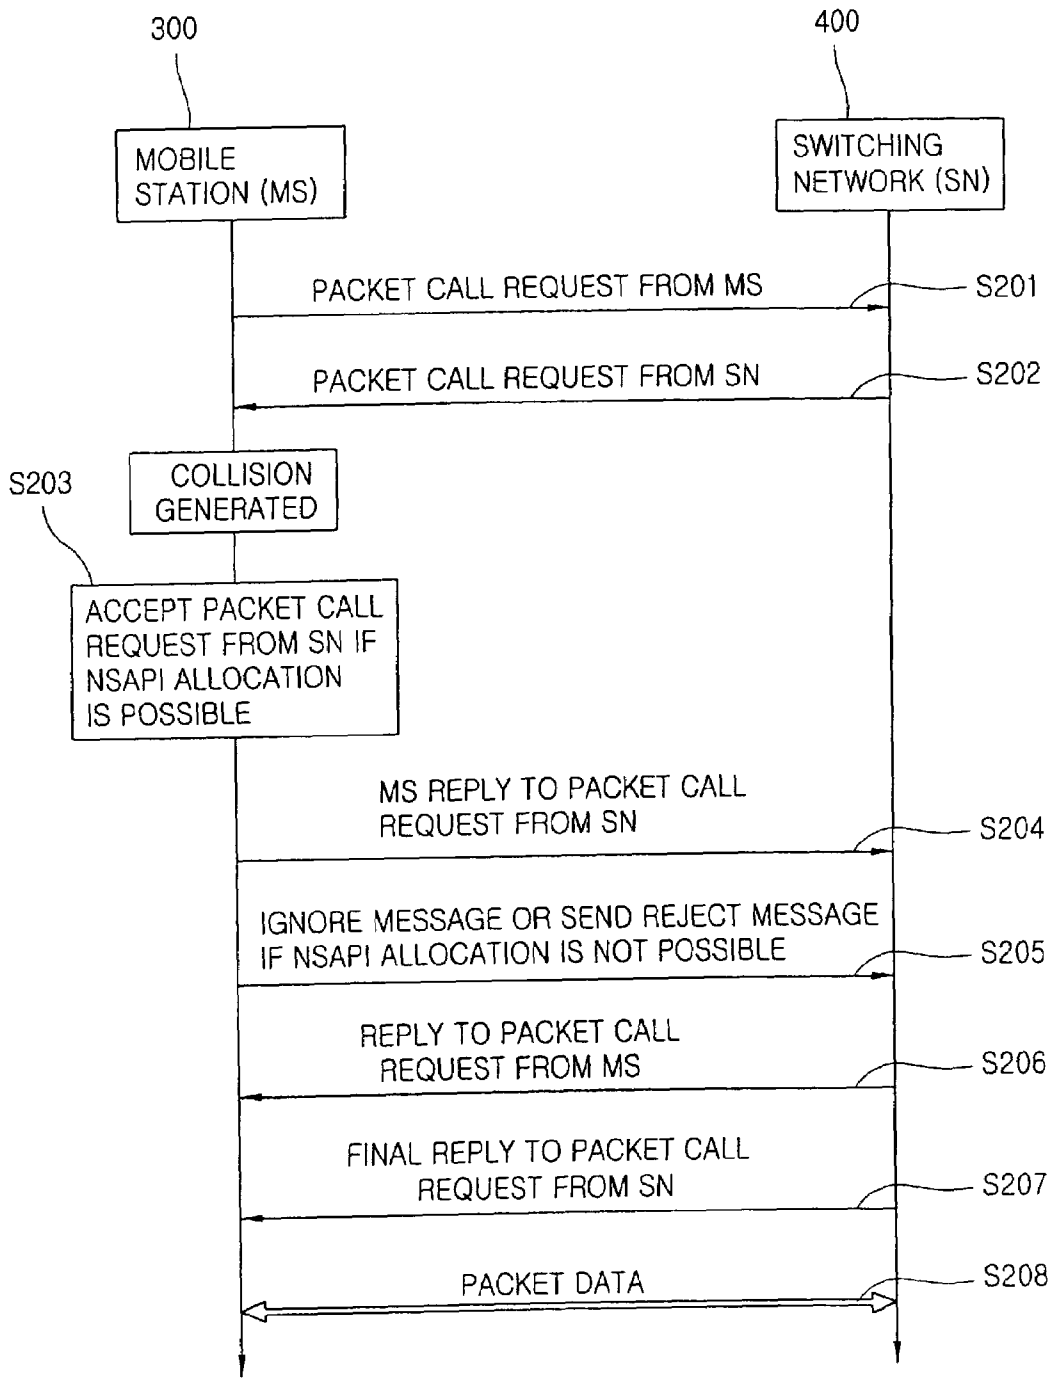 300
400
MOBILE
STATION (MS)
SWITCHING
NETWORK (SN)
PACKET CALL REQUEST FROM MS
S201
PACKET CALL REQUEST FROM SN
S202
COLLISION
GENERATED
S203
ACCEPT PACKET CALL
REQUEST FROM SN IF
NSAPI ALLOCATION
IS POSSIBLE
MS REPLY TO PACKET CALL
REQUEST FROM SN
S204
IGNORE MESSAGE OR SEND REJECT MESSAGE
IF NSAPI ALLOCATION IS NOT POSSIBLE
S205
REPLY TO PACKET CALL
REQUEST FROM MS
S206
FINAL REPLY TO PACKET CALL
REQUEST FROM SN
S207
PACKET DATA
S208